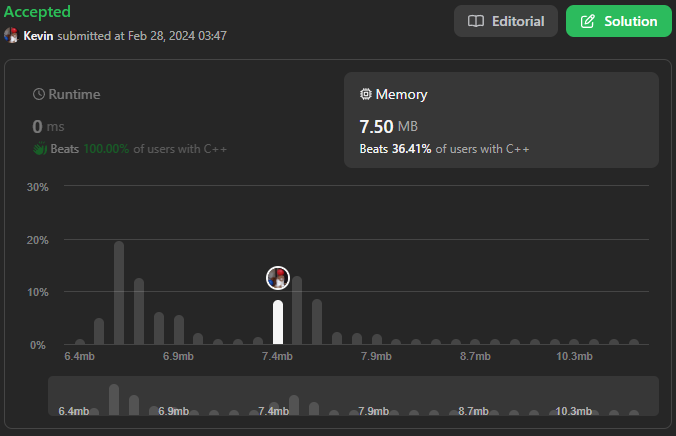 Accepted
Editorial
Solution
Kevin submitted at Feb 28, 2024 03:47
Runtime
0 ms
Beats 100.00% of users with C++
Memory
7.50 MB
Beats 36.41% of users with C++
30%
20%
10%
0%
6.4mb 6.9mb 7.4mb 7.9mb 8.7mb 10.3mb
6.4mb 6.9mb 7.4mb 7.9mb 8.7mb 10.3mb